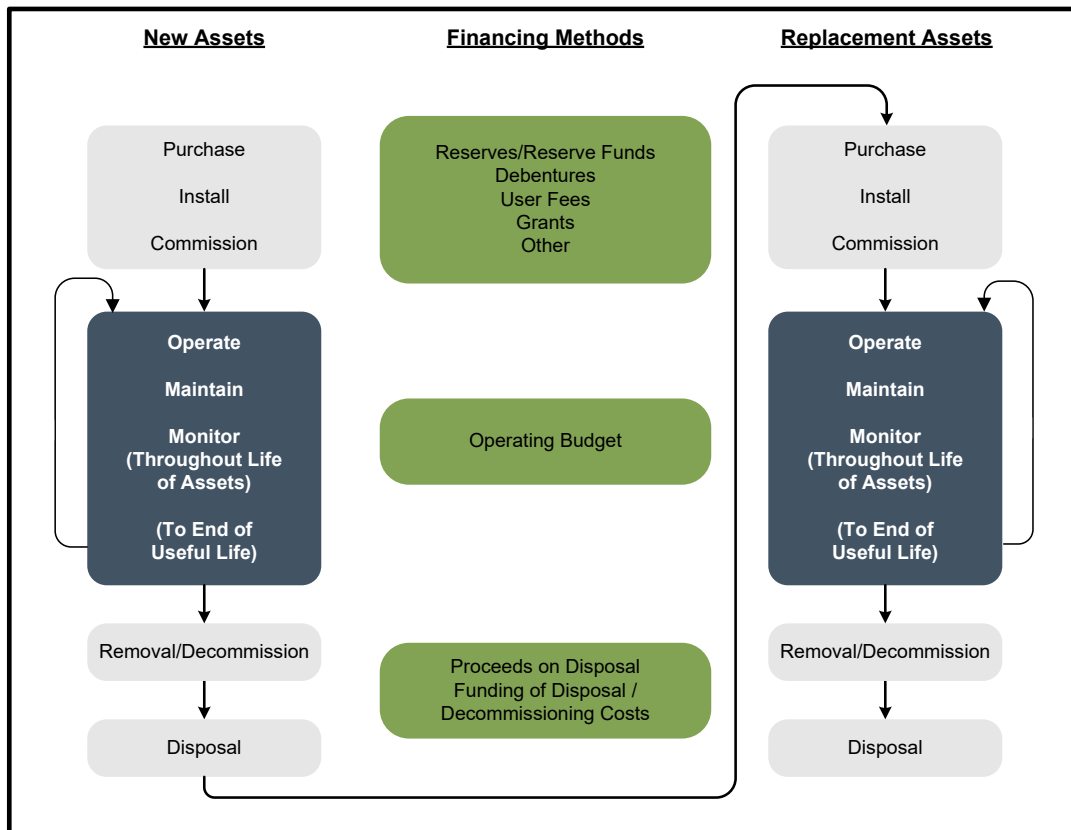 New Assets
Financing Methods
Replacement Assets
Purchase
Install
Commission
Operate
Maintain
Monitor
(Throughout Life
of Assets)
(To End of
Useful Life)
Removal/Decommission
Disposal
Reserves/Reserve Funds
Debentures
User Fees
Grants
Other
Operating Budget
Proceeds on Disposal
Funding of Disposal /
Decommissioning Costs
Purchase
Install
Commission
Operate
Maintain
Monitor
(Throughout Life
of Assets)
(To End of
Useful Life)
Removal/Decommission
Disposal